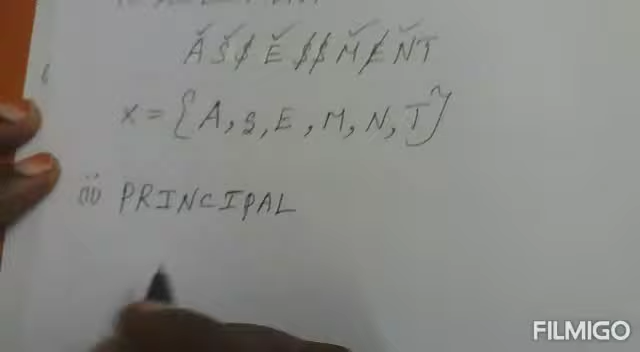 ASSESSMENT
X = {A, S, E, M, N, T}
(ii) PRINCIPAL
FILMIGO